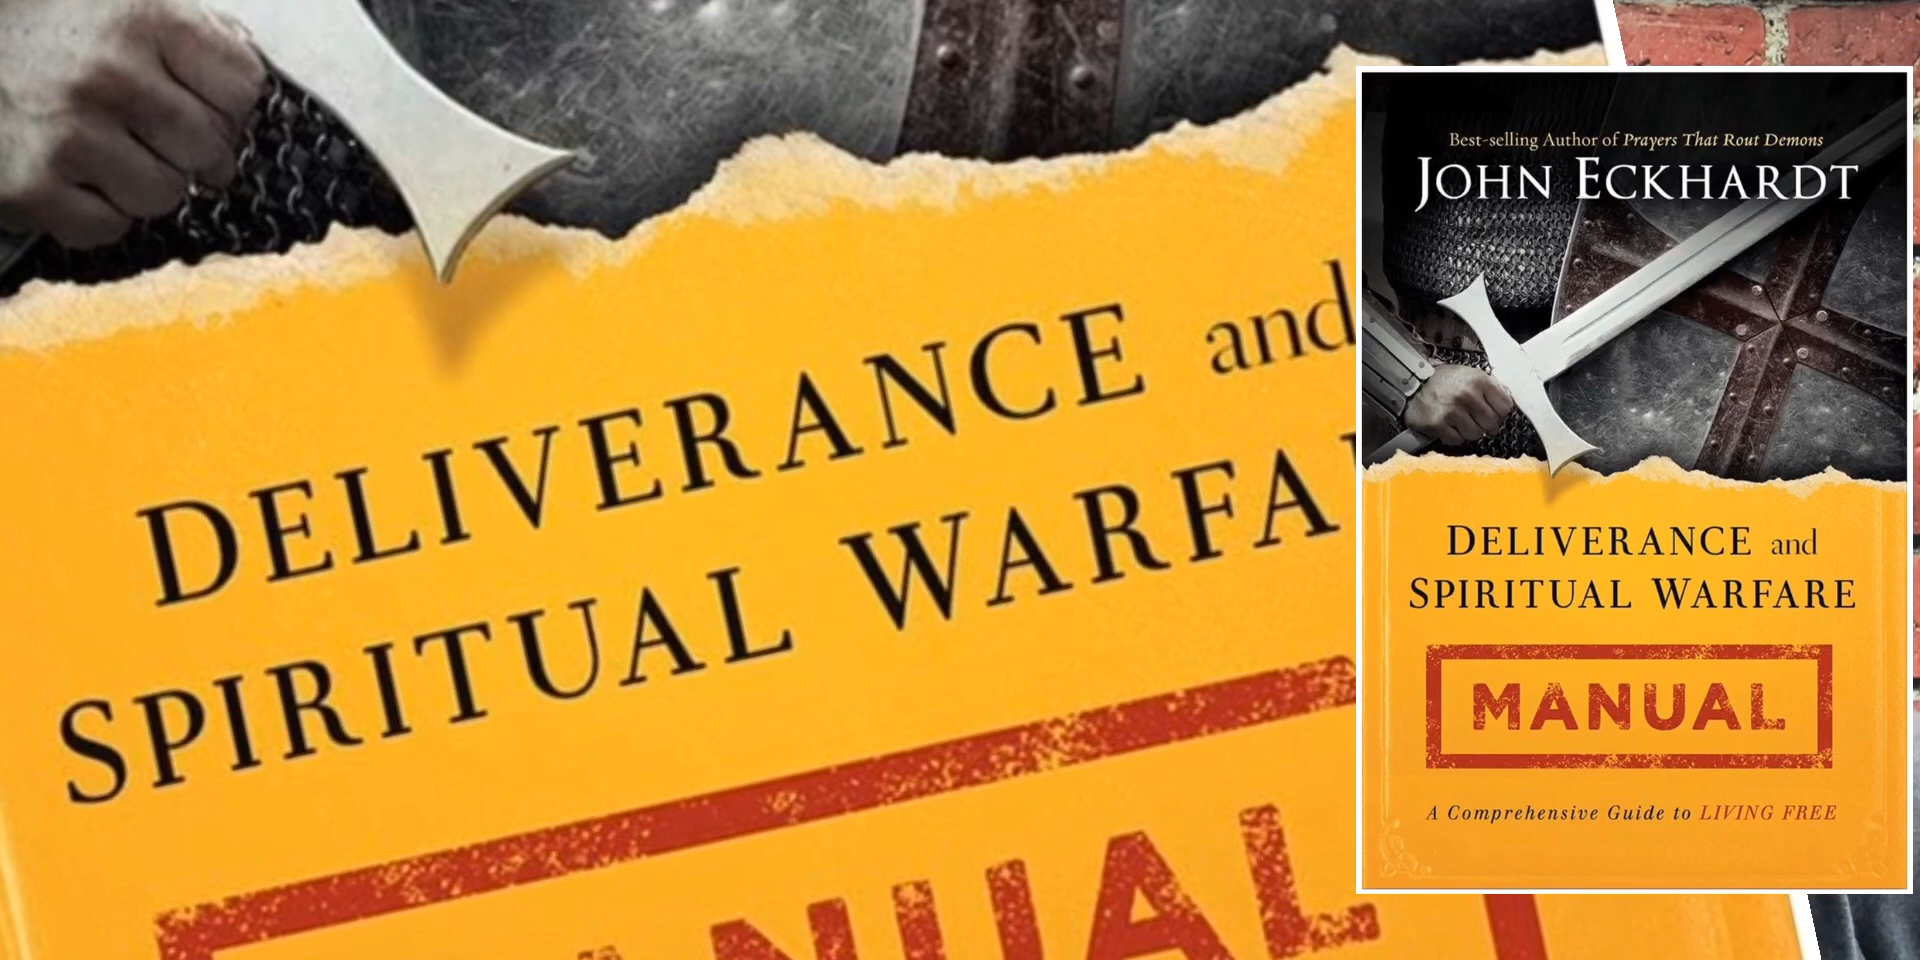 DELIVERANCE and
SPIRITUAL WARFA
MANUAL
Best-selling Author of Prayers That Rout Demons
JOHN ECKHARDT
DELIVERANCE and
SPIRITUAL WARFARE
MANUAL
A Comprehensive Guide to LIVING FREE